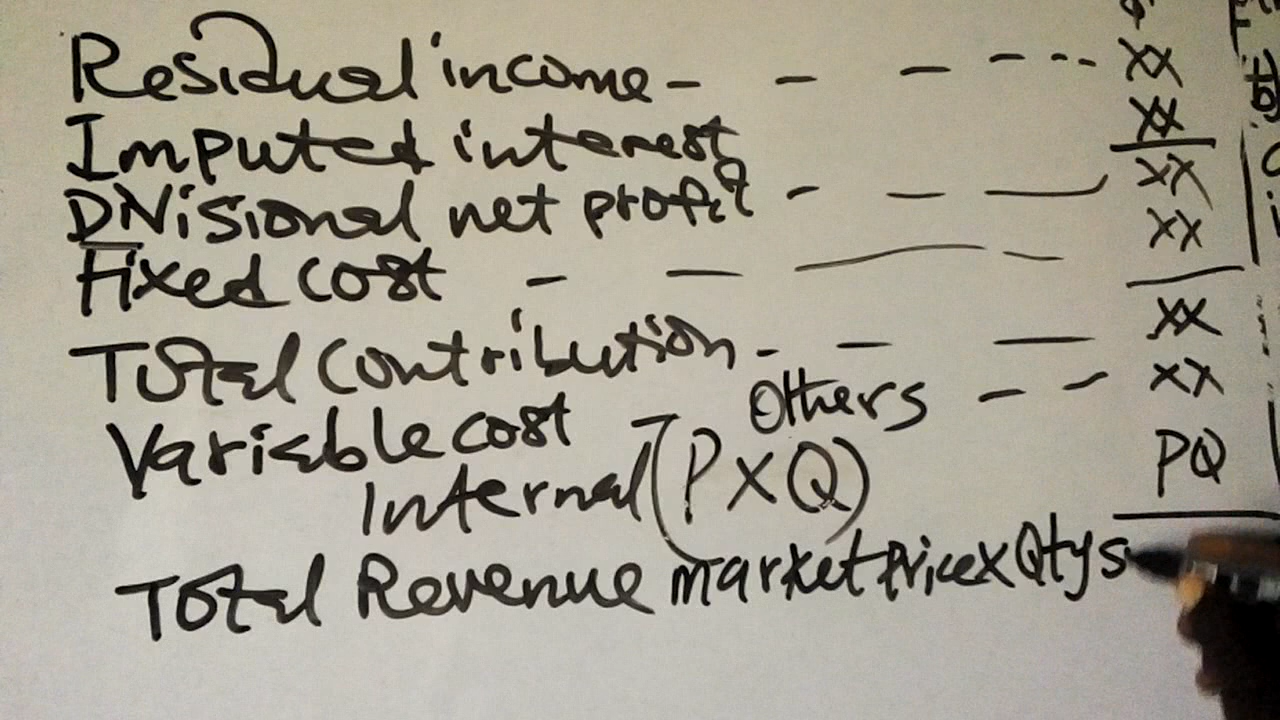 Residual income - - - - - - - XX
Imputed interest XX
Divisional net profit - - - XX
XX
Fixed cost - - - -
Total contribution - - - XX
Others - - XX
Variable cost
Internal (P X Q) PQ
Total Revenue market Price X Qtys